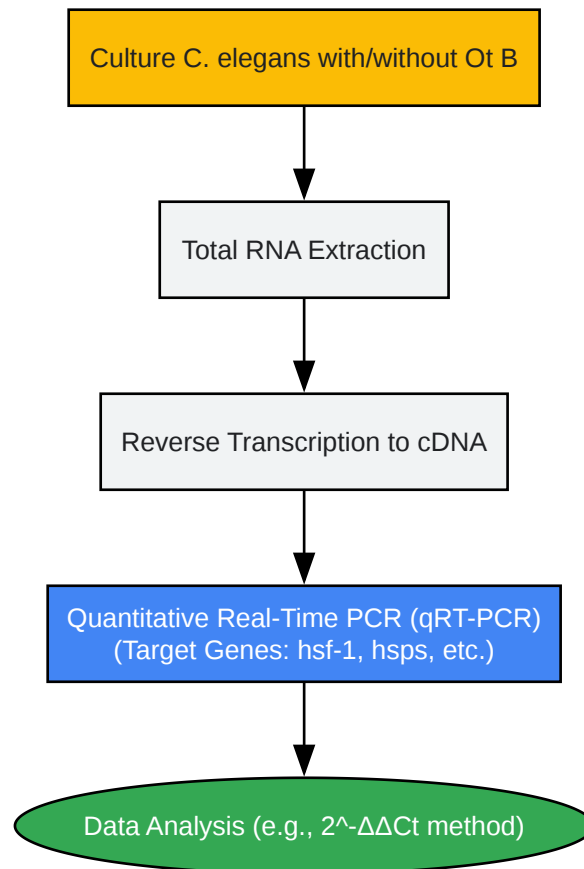 Culture C. elegans with/without Ot B
Total RNA Extraction
Reverse Transcription to cDNA
Quantitative Real-Time PCR (qRT-PCR)
(Target Genes: hsf-1, hsps, etc.)
Data Analysis (e.g., 2^-ΔΔCt method)